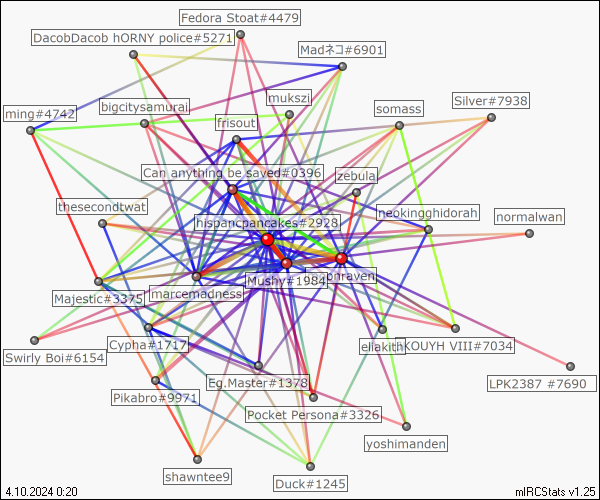 Fedora Stoat#4479
DacobDacob hORNY police#5271
Madネコ#6901
mukszi
bigcitysamurai
Silver#7938
ming#4742
somass
frisout
Can anything be saved#0396
zebula
thesecondtwat
neokingghidorah
normalwan
hispancpancakes#2928
Mushy#1984
phraven
marcemadness
Majestic#3375
Cypha#1717
eliakith
KOUYH VIII#7034
Swirly Boi#6154
Eg.Master#1378
LPK2387 #7690
Pikabro#9971
Pocket Persona#3326
yoshimanden
shawntee9
Duck#1245
4.10.2024 0:20
mIRCStats v1.25